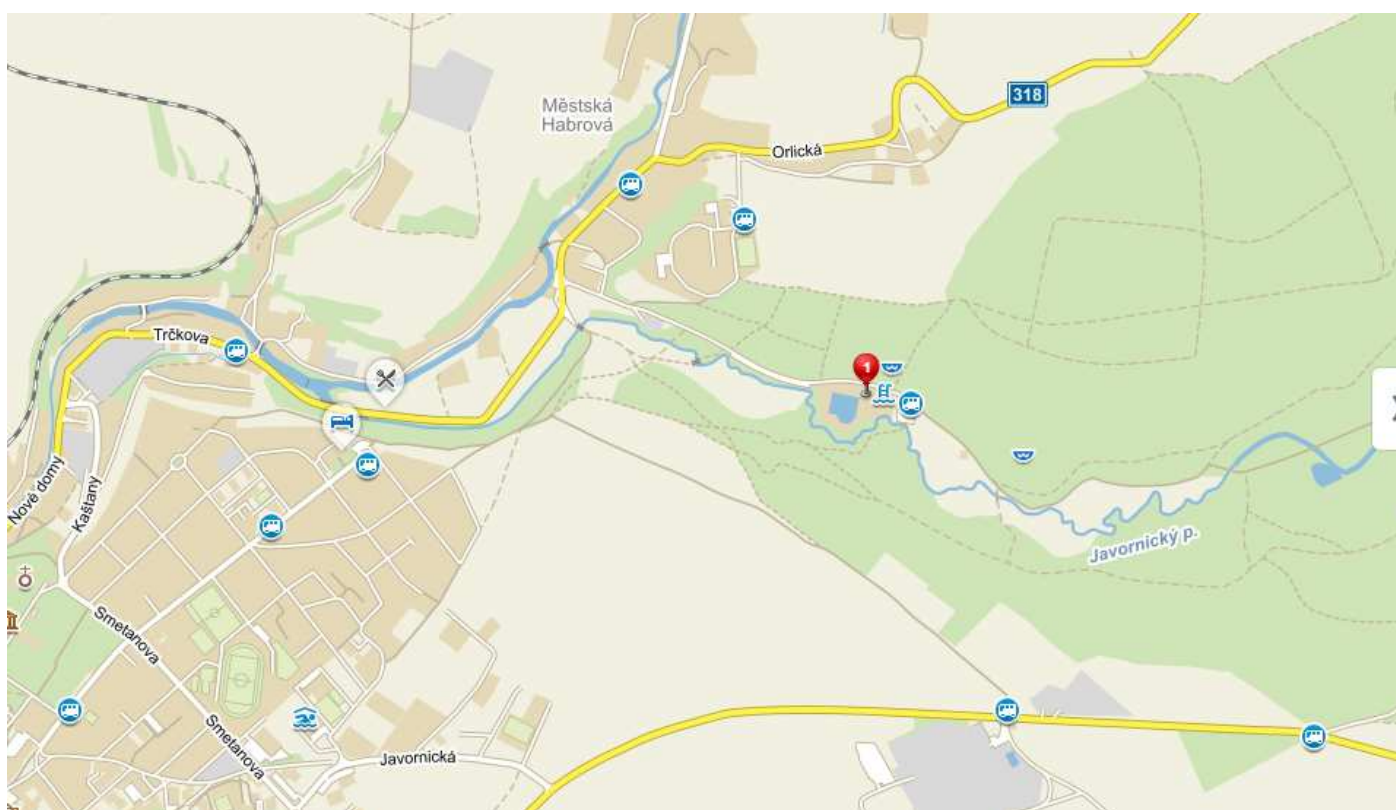 Městská
Habrová
318
Orlická
Trčkova
1
Nové domy
Kaštany
Javornický p.
Smetanova
Smetanova
Javornická